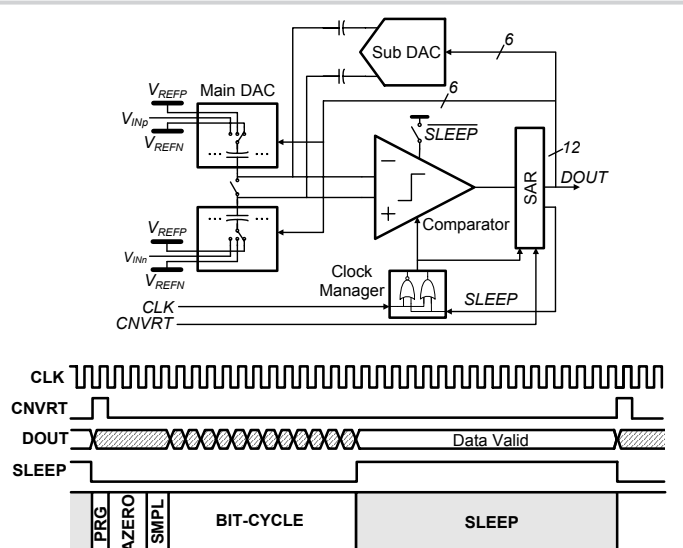 Sub DAC
6
6
V_REFP
Main DAC
V_INp
V_REFN
SLEEP
12
DOUT
SAR
Comparator
V_REFP
V_INn
V_REFN
Clock
Manager
SLEEP
CLK
CNVRT
CLK
CNVRT
DOUT
Data Valid
SLEEP
PRG
AZERO
SMPL
BIT-CYCLE
SLEEP